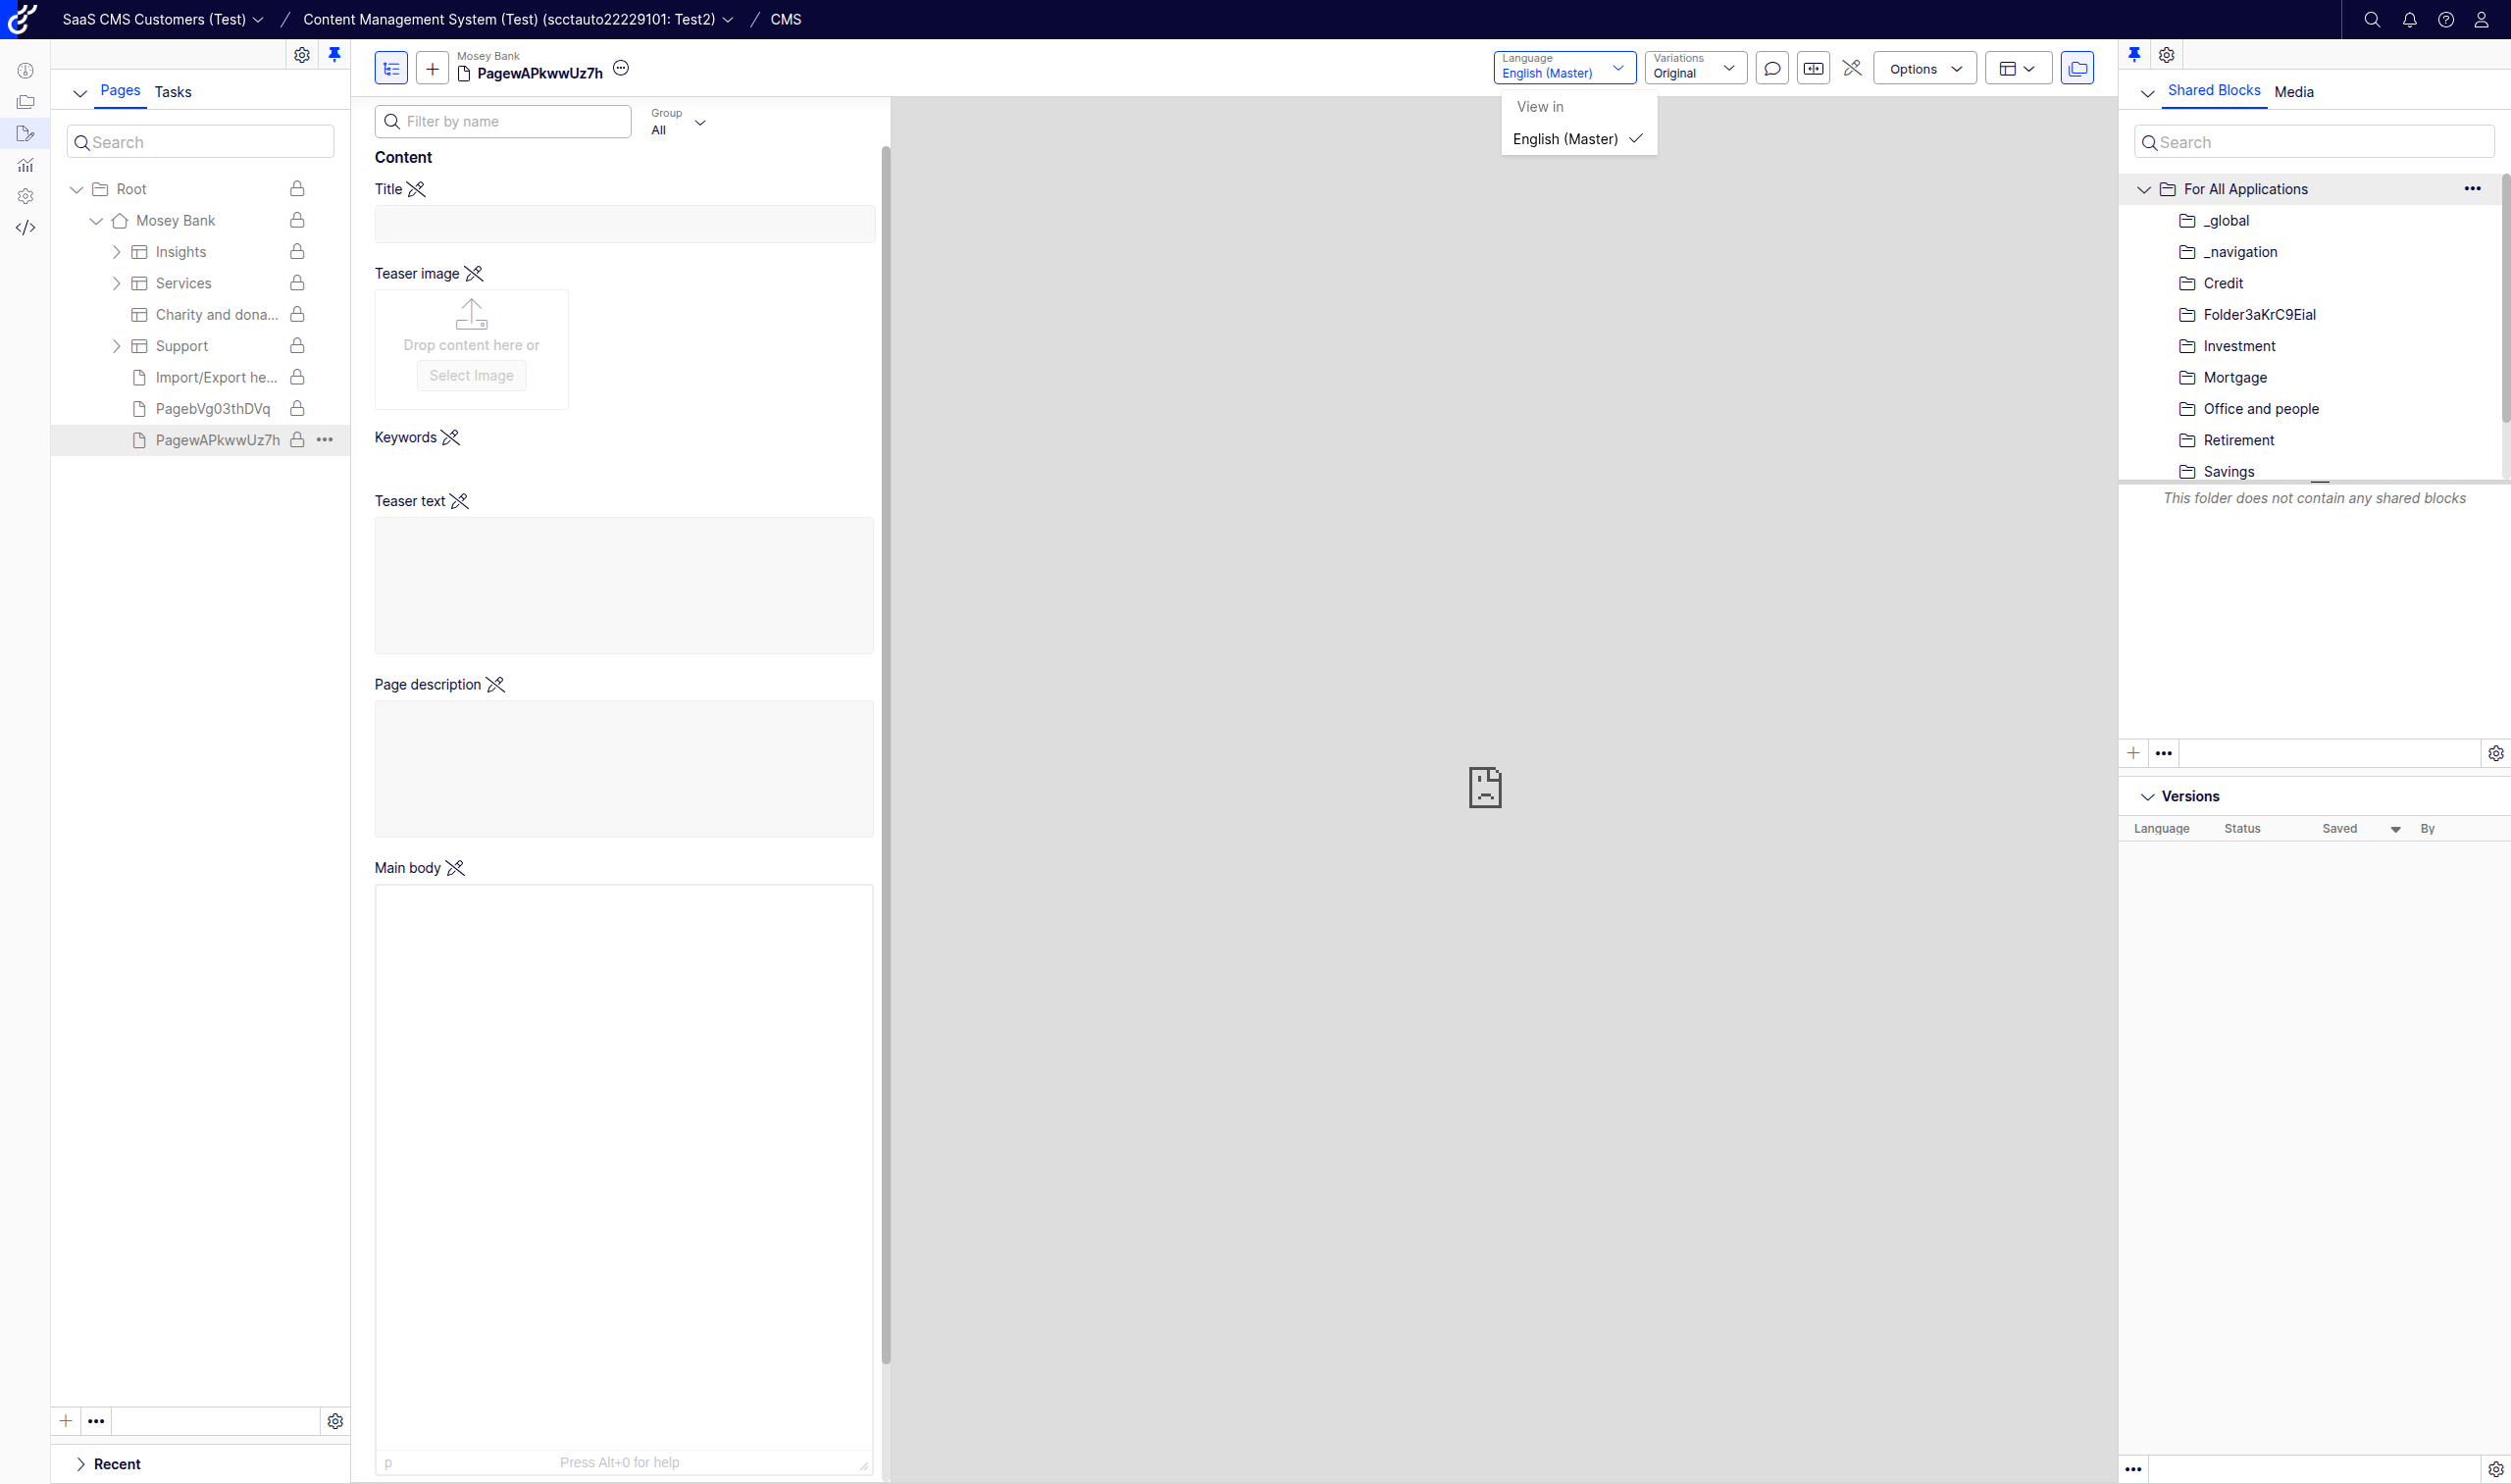 SaaS CMS Customers (Test) / Content Management System (Test) (scctauto22229101: Test2) / CMS
Pages Tasks
Search
Root
Mosey Bank
Insights
Services
Charity and dona...
Support
Import/Export he...
PagebVg03thDVq
PagewAPkwwUz7h
Recent
Mosey Bank
PagewAPkwwUz7h
Language
English (Master)
Variations
Original
Options
View in
English (Master)
Filter by name
Group
All
Content
Title
Teaser image
Drop content here or
Select Image
Keywords
Teaser text
Page description
Main body
p
Press Alt+0 for help
Shared Blocks Media
Search
For All Applications
_global
_navigation
Credit
Folder3aKrC9Eial
Investment
Mortgage
Office and people
Retirement
Savings
This folder does not contain any shared blocks
Versions
Language Status Saved By